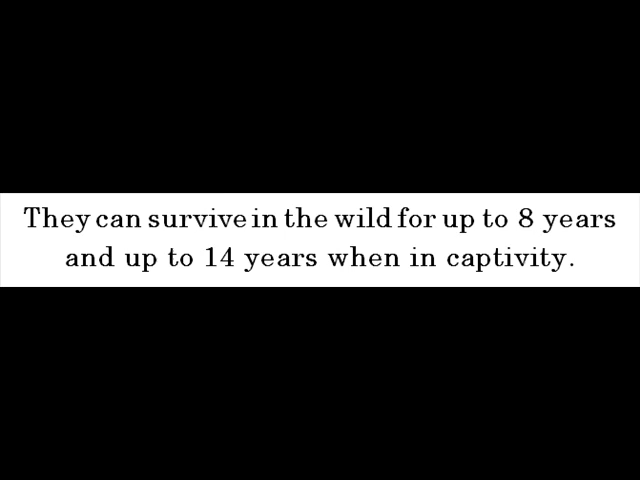 They can survive in the wild for up to 8 years
and up to 14 years when in captivity.